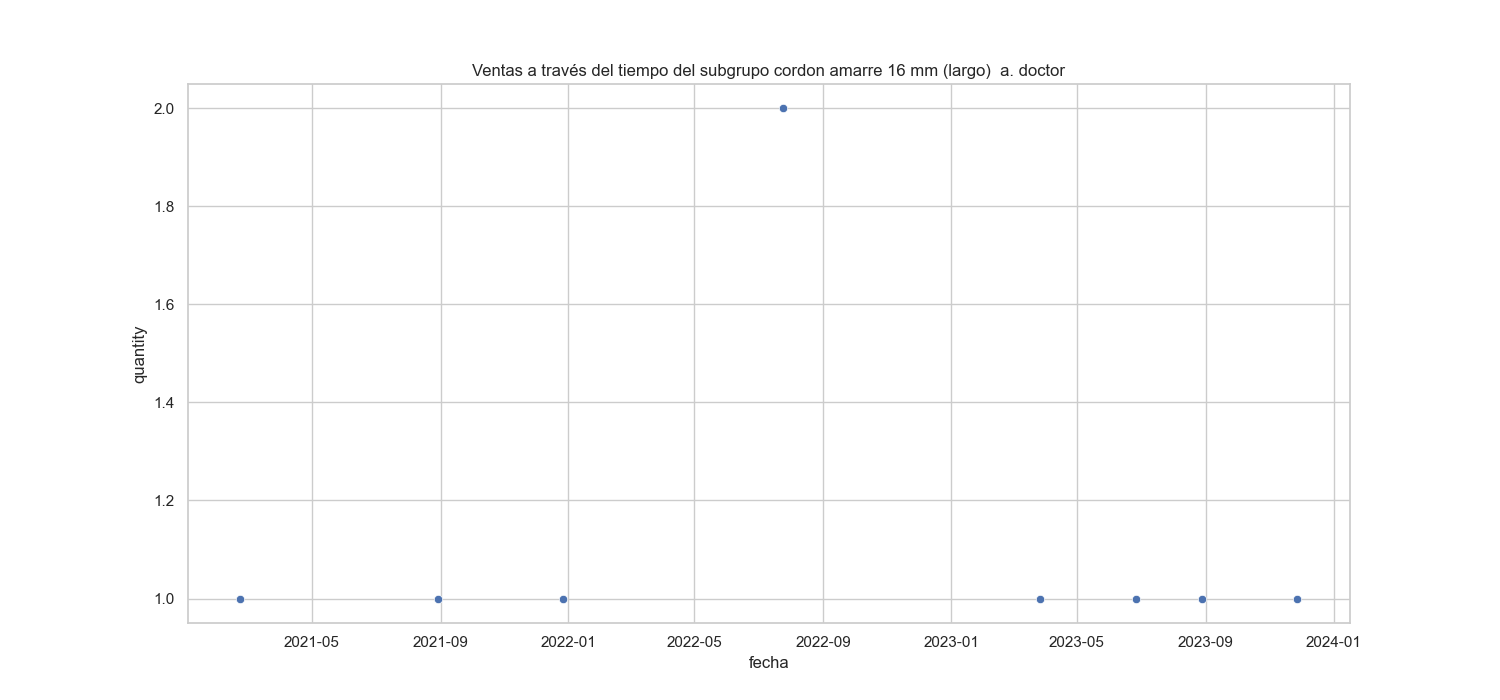 Ventas a través del tiempo del subgrupo cordon amarre 16 mm (largo)  a. doctor
2.0
1.8
1.6
1.4
1.2
1.0
quantity
2021-05 2021-09 2022-01 2022-05 2022-09 2023-01 2023-05 2023-09 2024-01
fecha